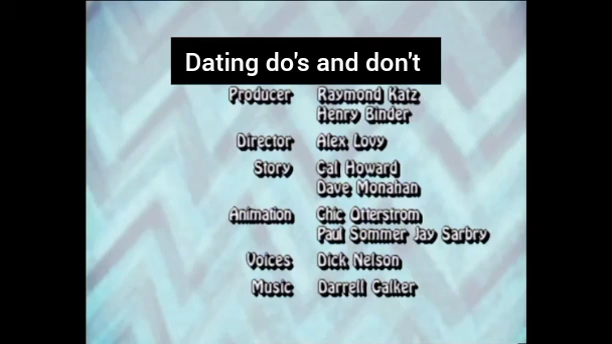 Dating do's and don't
Producer Raymond Katz
Henry Binder
Director Alex Lovy
Story Cal Howard
Dave Monahan
Animation Chic Otterstrom
Paul Sommer Jay Sarbry
Voices Dick Nelson
Music Darrell Calker